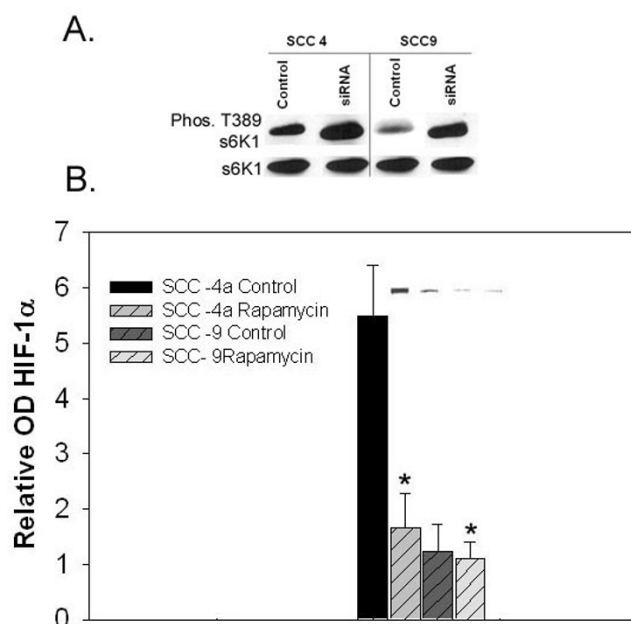 A.
SCC 4 SCC9
Control siRNA Control siRNA
Phos. T389
s6K1
s6K1
B.
7
6
5
4
3
2
1
0
Relative OD HIF-1α
SCC -4a Control
SCC -4a Rapamycin
SCC -9 Control
SCC- 9Rapamycin
*
*